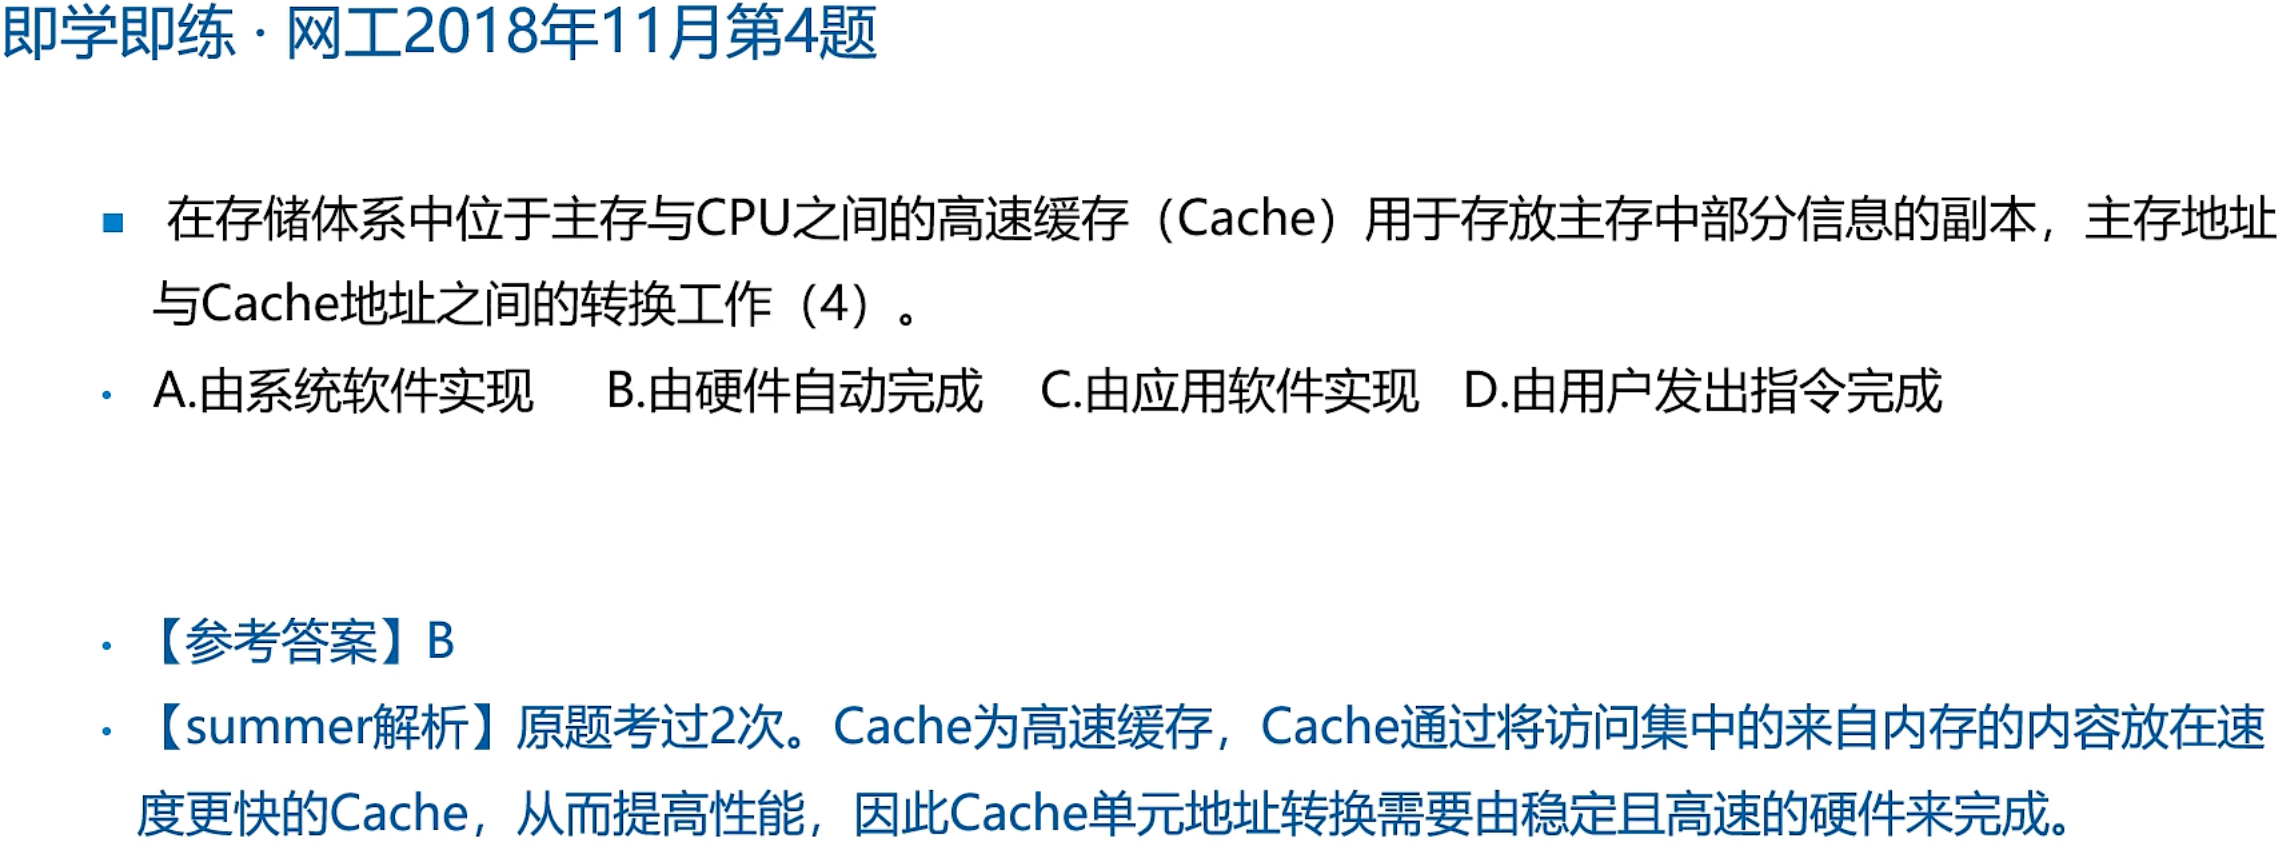 即学即练 · 网工2018年11月第4题
■ 在存储体系中位于主存与CPU之间的高速缓存（Cache）用于存放主存中部分信息的副本，主存地址
与Cache地址之间的转换工作（4）。
• A.由系统软件实现 B.由硬件自动完成 C.由应用软件实现 D.由用户发出指令完成
• 【参考答案】B
• 【summer解析】原题考过2次。Cache为高速缓存，Cache通过将访问集中的来自内存的内容放在速
度更快的Cache，从而提高性能，因此Cache单元地址转换需要由稳定且高速的硬件来完成。